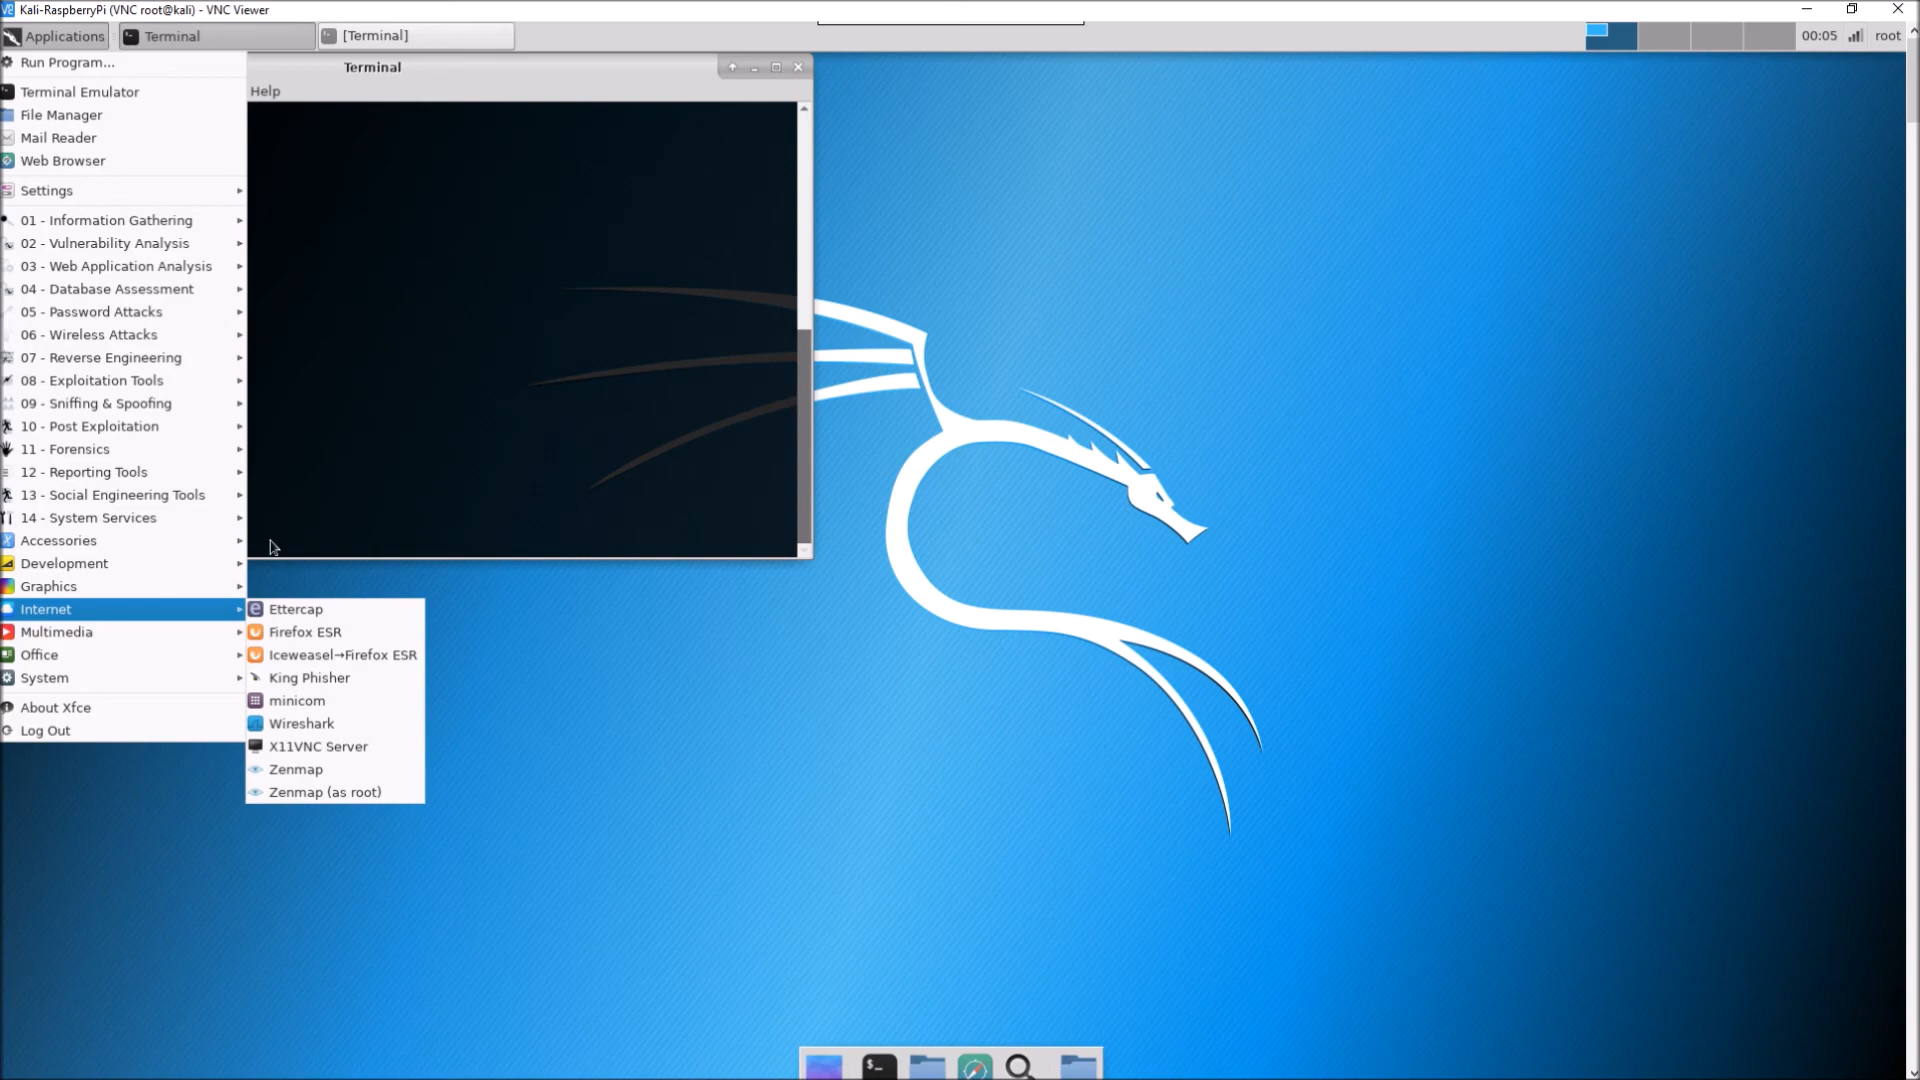 Kali-RaspberryPi (VNC root@kali) - VNC Viewer
Applications
Terminal
[Terminal]
00:05
root
Run Program...
Terminal
Help
Terminal Emulator
File Manager
Mail Reader
Web Browser
Settings
01 - Information Gathering
02 - Vulnerability Analysis
03 - Web Application Analysis
04 - Database Assessment
05 - Password Attacks
06 - Wireless Attacks
07 - Reverse Engineering
08 - Exploitation Tools
09 - Sniffing & Spoofing
10 - Post Exploitation
11 - Forensics
12 - Reporting Tools
13 - Social Engineering Tools
14 - System Services
Accessories
Development
Graphics
Internet
Multimedia
Office
System
About Xfce
Log Out
Ettercap
Firefox ESR
Iceweasel→Firefox ESR
King Phisher
minicom
Wireshark
X11VNC Server
Zenmap
Zenmap (as root)
$_